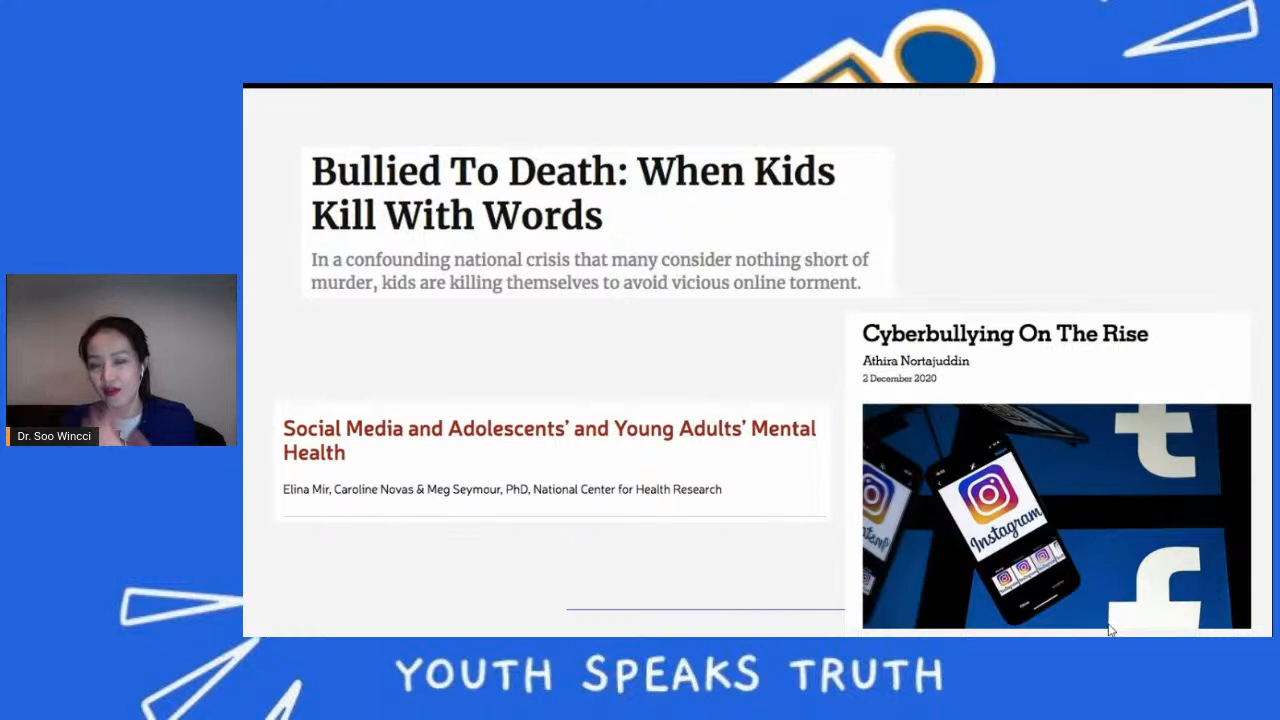 Bullied To Death: When Kids
Kill With Words
In a confounding national crisis that many consider nothing short of
murder, kids are killing themselves to avoid vicious online torment.
Cyberbullying On The Rise
Athira Nortajuddin
2 December 2020
Instagram
Dr. Soo Wincci
Social Media and Adolescents' and Young Adults' Mental
Health
Elina Mir, Caroline Novas & Meg Seymour, PhD, National Center for Health Research
YOUTH SPEAKS TRUTH